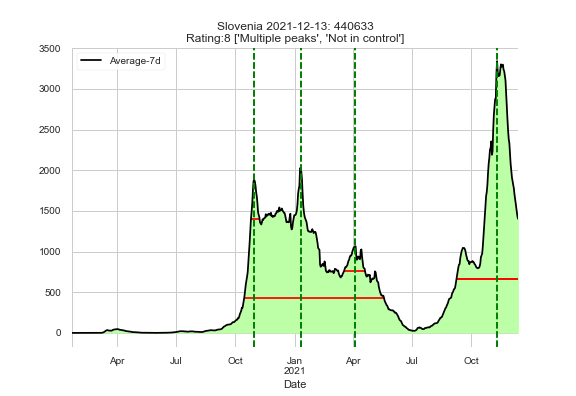 Slovenia 2021-12-13: 440633
Rating:8 ['Multiple peaks', 'Not in control']
Average-7d
3500
3000
2500
2000
1500
1000
500
0
Apr Jul Oct Jan Apr Jul Oct
2021
Date